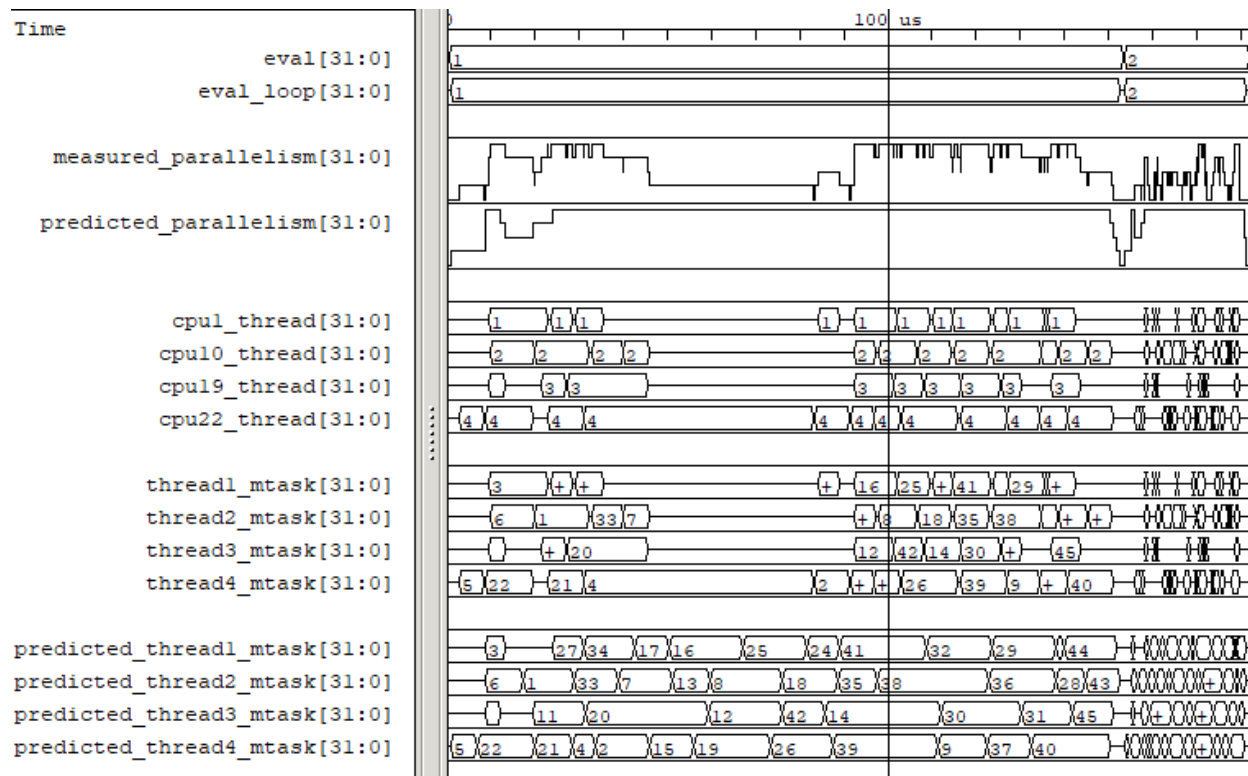 Time 100 us
eval[31:0] 1 2
eval_loop[31:0] 1 2
measured_parallelism[31:0]
predicted_parallelism[31:0]
cpu1_thread[31:0] 1 1 1 1 1 1 1 1 1 1
cpu10_thread[31:0] 2 2 2 2 2 2 2 2 2 2 2
cpu19_thread[31:0] 3 3 3 3 3 3 3 3
cpu22_thread[31:0] 4 4 4 4 4 4 4 4 4 4 4 4
thread1_mtask[31:0] 3 + + + 16 25 + 41 29 +
thread2_mtask[31:0] 6 1 33 7 + 8 18 35 38 + +
thread3_mtask[31:0] + 20 12 42 14 30 + 45
thread4_mtask[31:0] 5 22 21 4 2 + + 26 39 9 + 40
predicted_thread1_mtask[31:0] 3 27 34 17 16 25 24 41 32 29 44
predicted_thread2_mtask[31:0] 6 1 33 7 13 8 18 35 38 36 28 43 +
predicted_thread3_mtask[31:0] 11 20 12 42 14 30 31 45 + +
predicted_thread4_mtask[31:0] 5 22 21 4 2 15 19 26 39 9 37 40 +